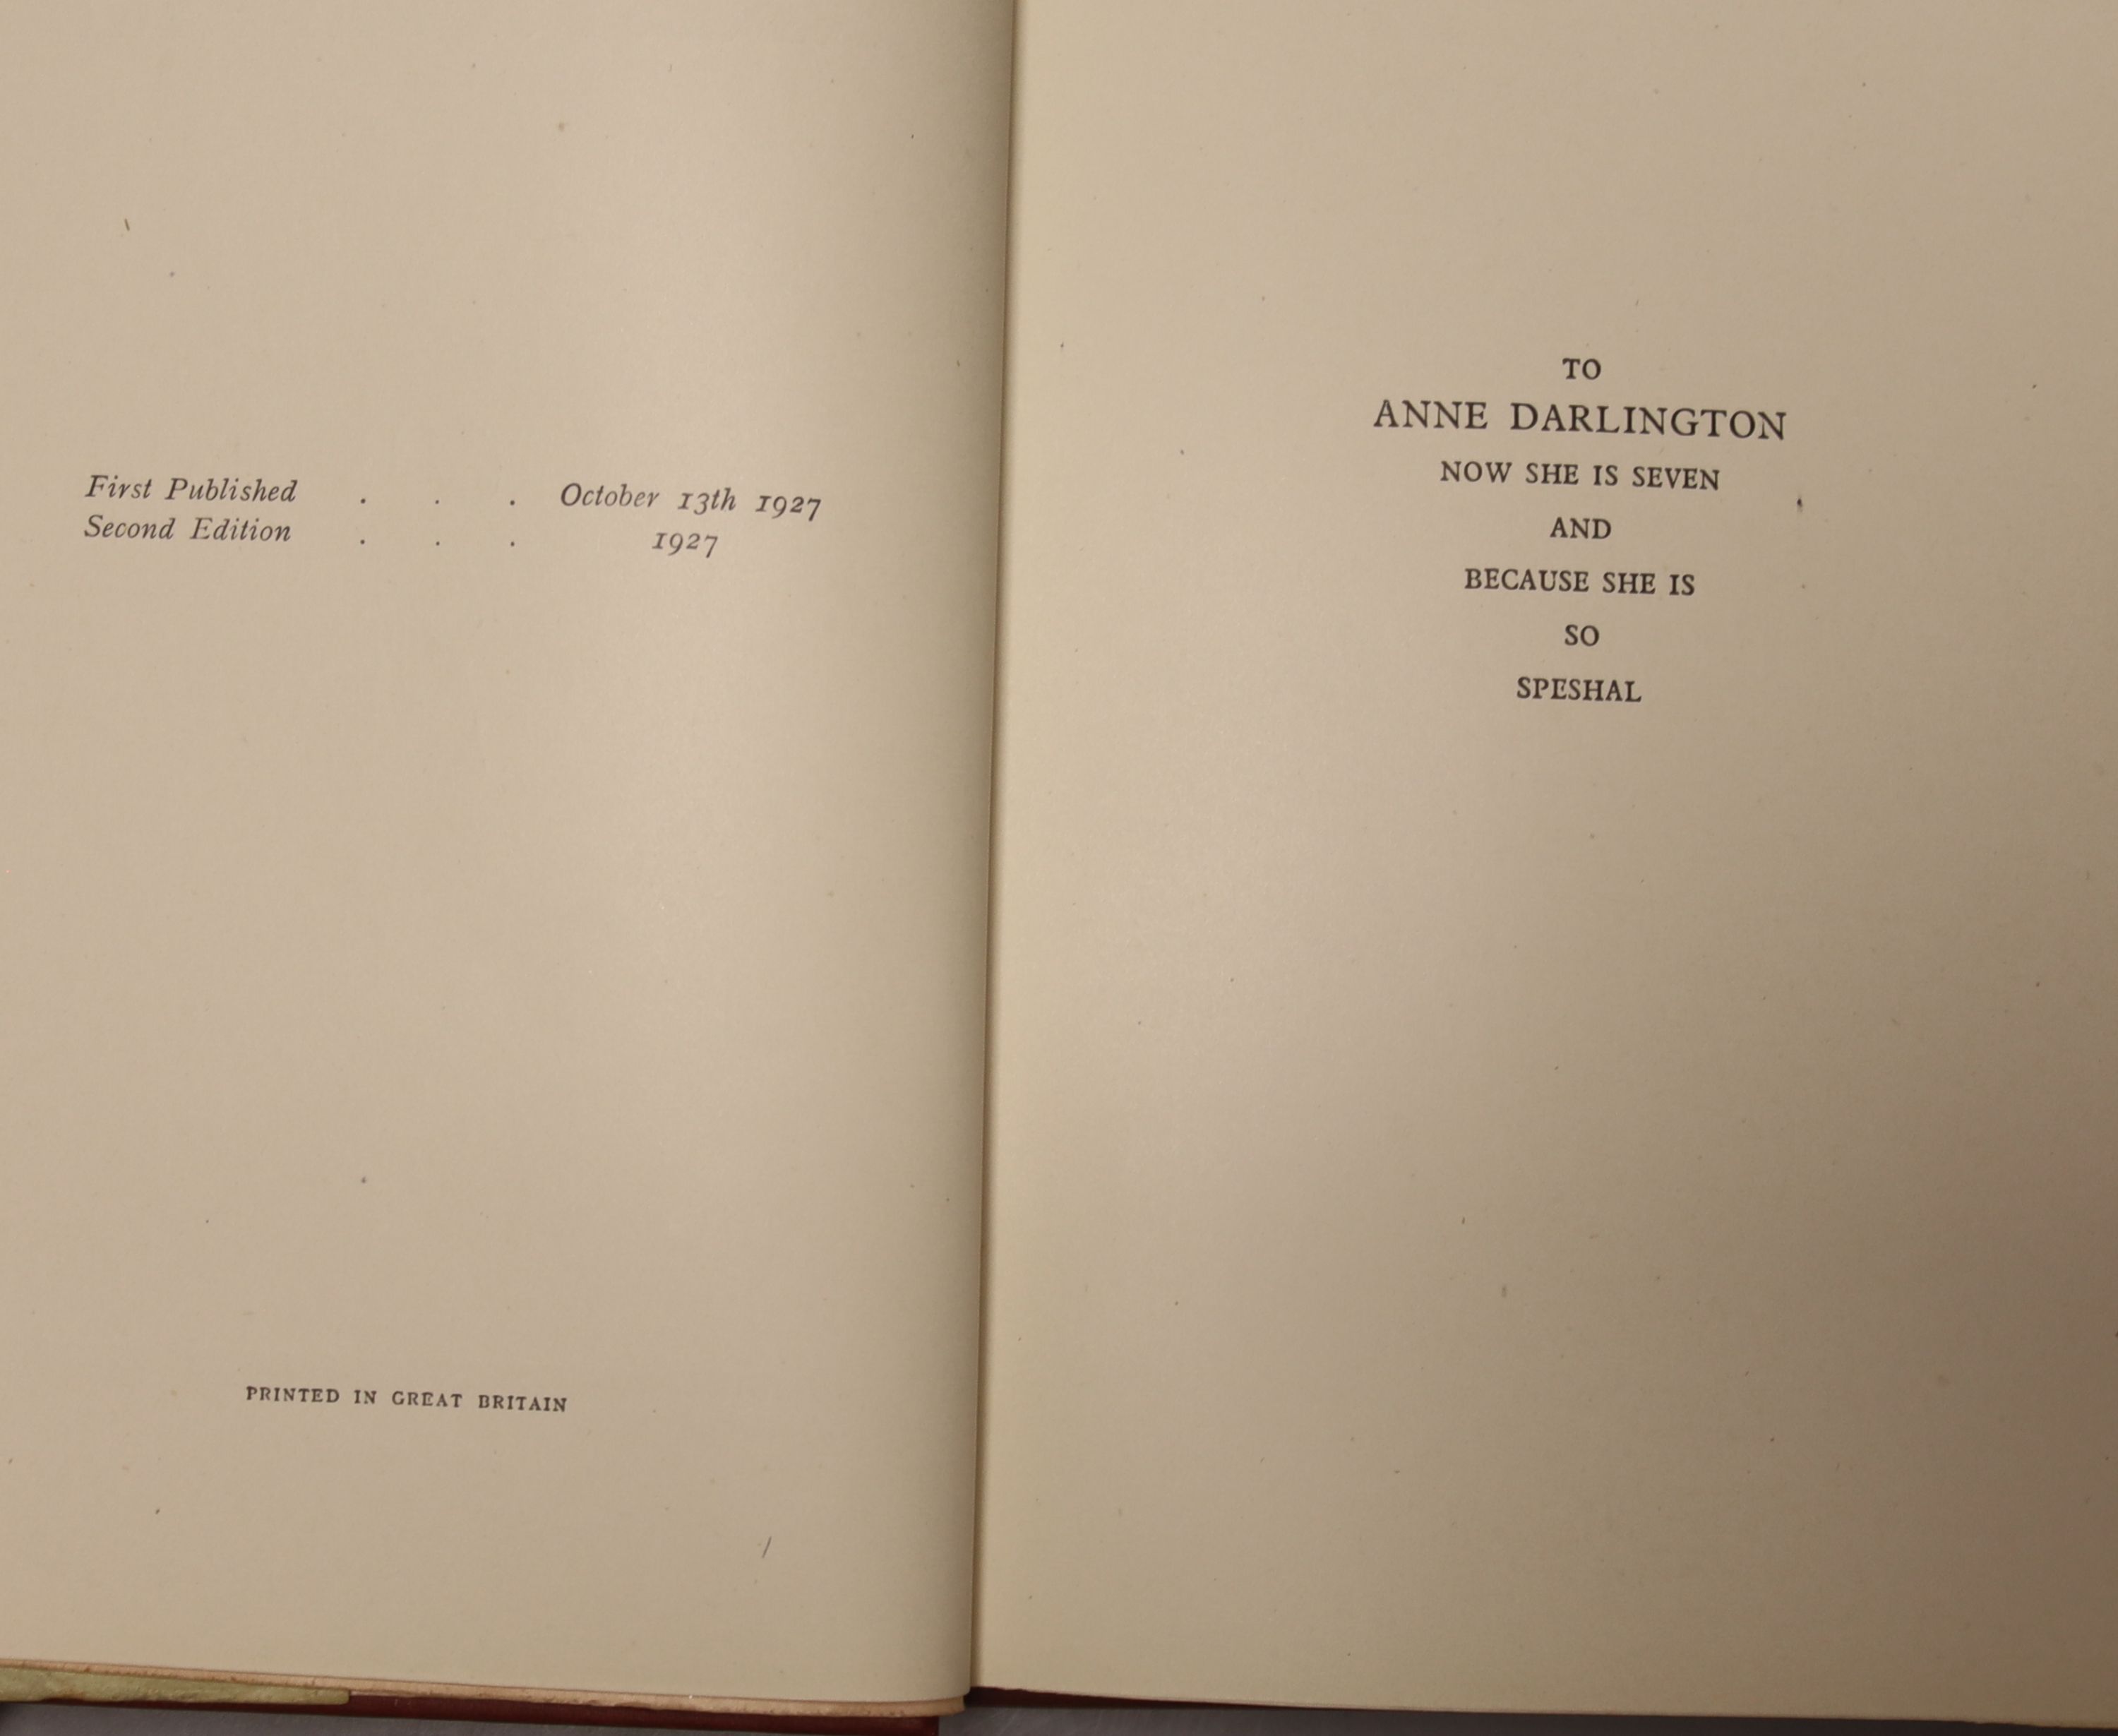 First Published . . . October 13th 1927
Second Edition . . . 1927
PRINTED IN GREAT BRITAIN
TO
ANNE DARLINGTON
NOW SHE IS SEVEN
AND
BECAUSE SHE IS
SO
SPESHAL